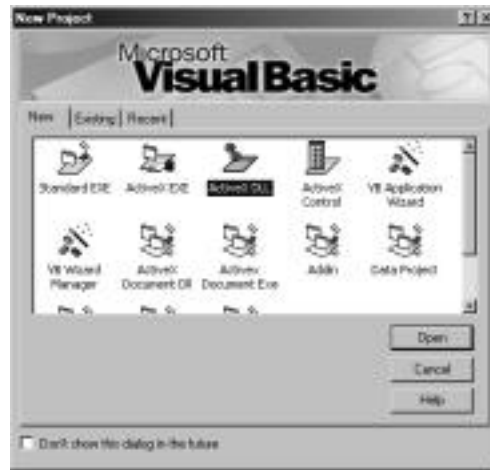 New Project
Microsoft
Visual Basic
New Existing Recent
Standard EXE ActiveX EXE ActiveX DLL ActiveX Control VB Application Wizard
VB Wizard Manager ActiveX Document Dll Activex Document Exe Addin Data Project
Open
Cancel
Help
Don't show this dialog in the future